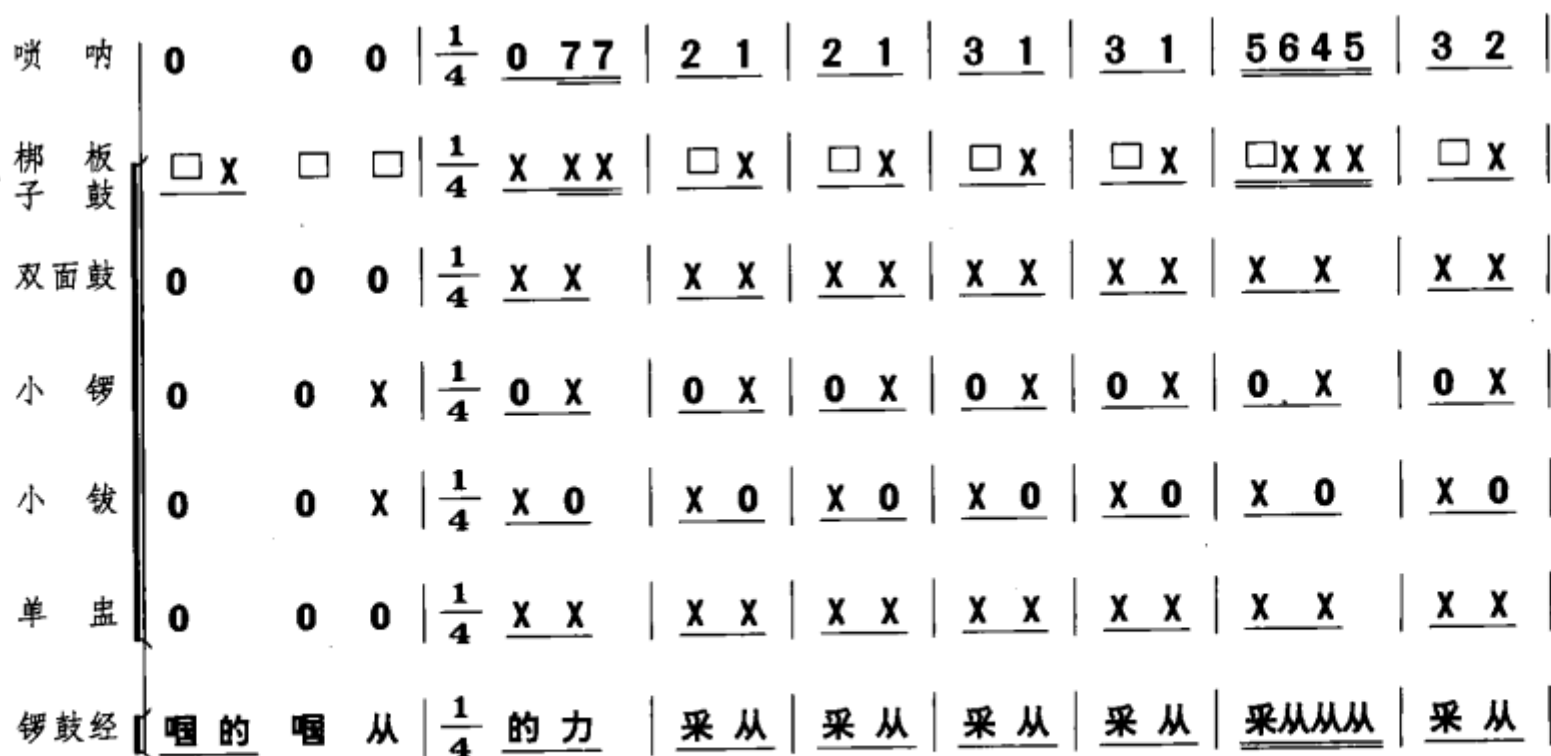 唢呐 0 0 0 | 1/4 0 77 | 2 1 | 2 1 | 3 1 | 3 1 | 5645 | 3 2 |
梆子 板鼓 □ X □ □ | 1/4 X XX | □ X | □ X | □ X | □ X | □XXX | □ X |
双面鼓 0 0 0 | 1/4 X X | X X | X X | X X | X X | X X | X X |
小锣 0 0 X | 1/4 0 X | 0 X | 0 X | 0 X | 0 X | 0 X | 0 X |
小钹 0 0 X | 1/4 X 0 | X 0 | X 0 | X 0 | X 0 | X 0 | X 0 |
单盅 0 0 0 | 1/4 X X | X X | X X | X X | X X | X X | X X |
锣鼓经 啯的 啯 从 | 1/4 的力 | 采从 | 采从 | 采从 | 采从 | 采从从从 | 采从